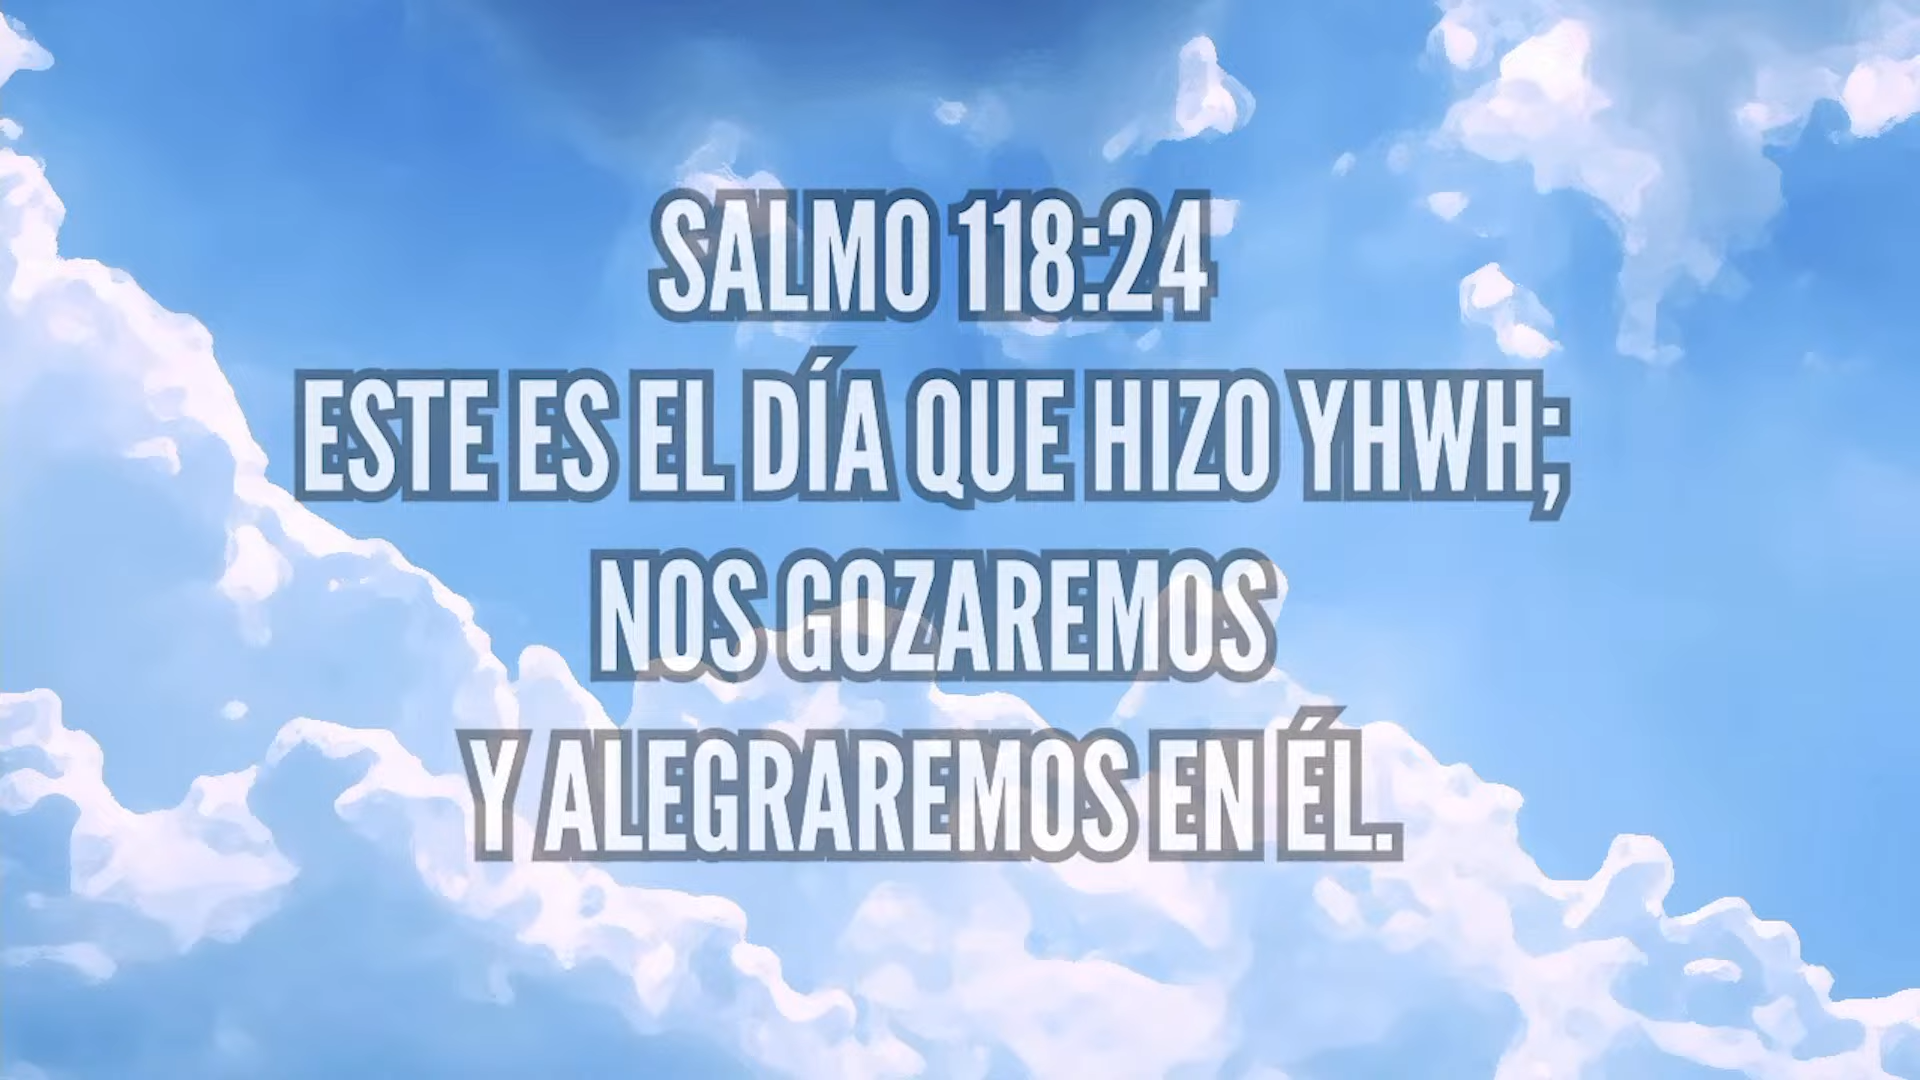 SALMO 118:24
ESTE ES EL DÍA QUE HIZO YHWH;
NOS GOZAREMOS
Y ALEGRAREMOS EN ÉL.